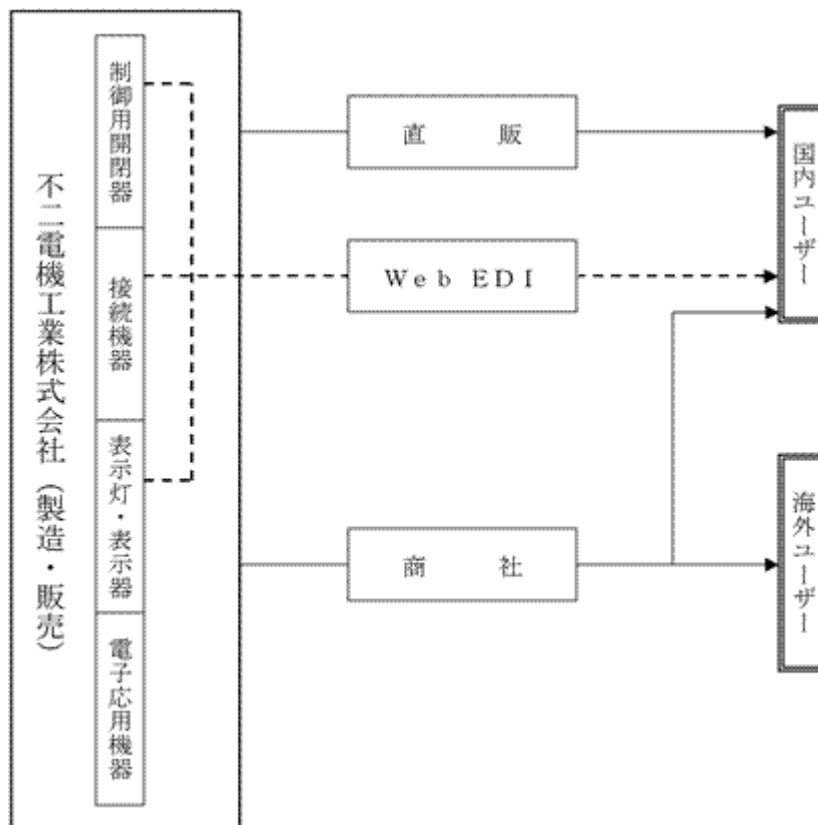 不二電機工業株式会社（製造・販売）
制御用開閉器
接続機器
表示灯・表示器
電子応用機器
直　販
Ｗｅｂ ＥＤＩ
商　社
国内ユーザー
海外ユーザー